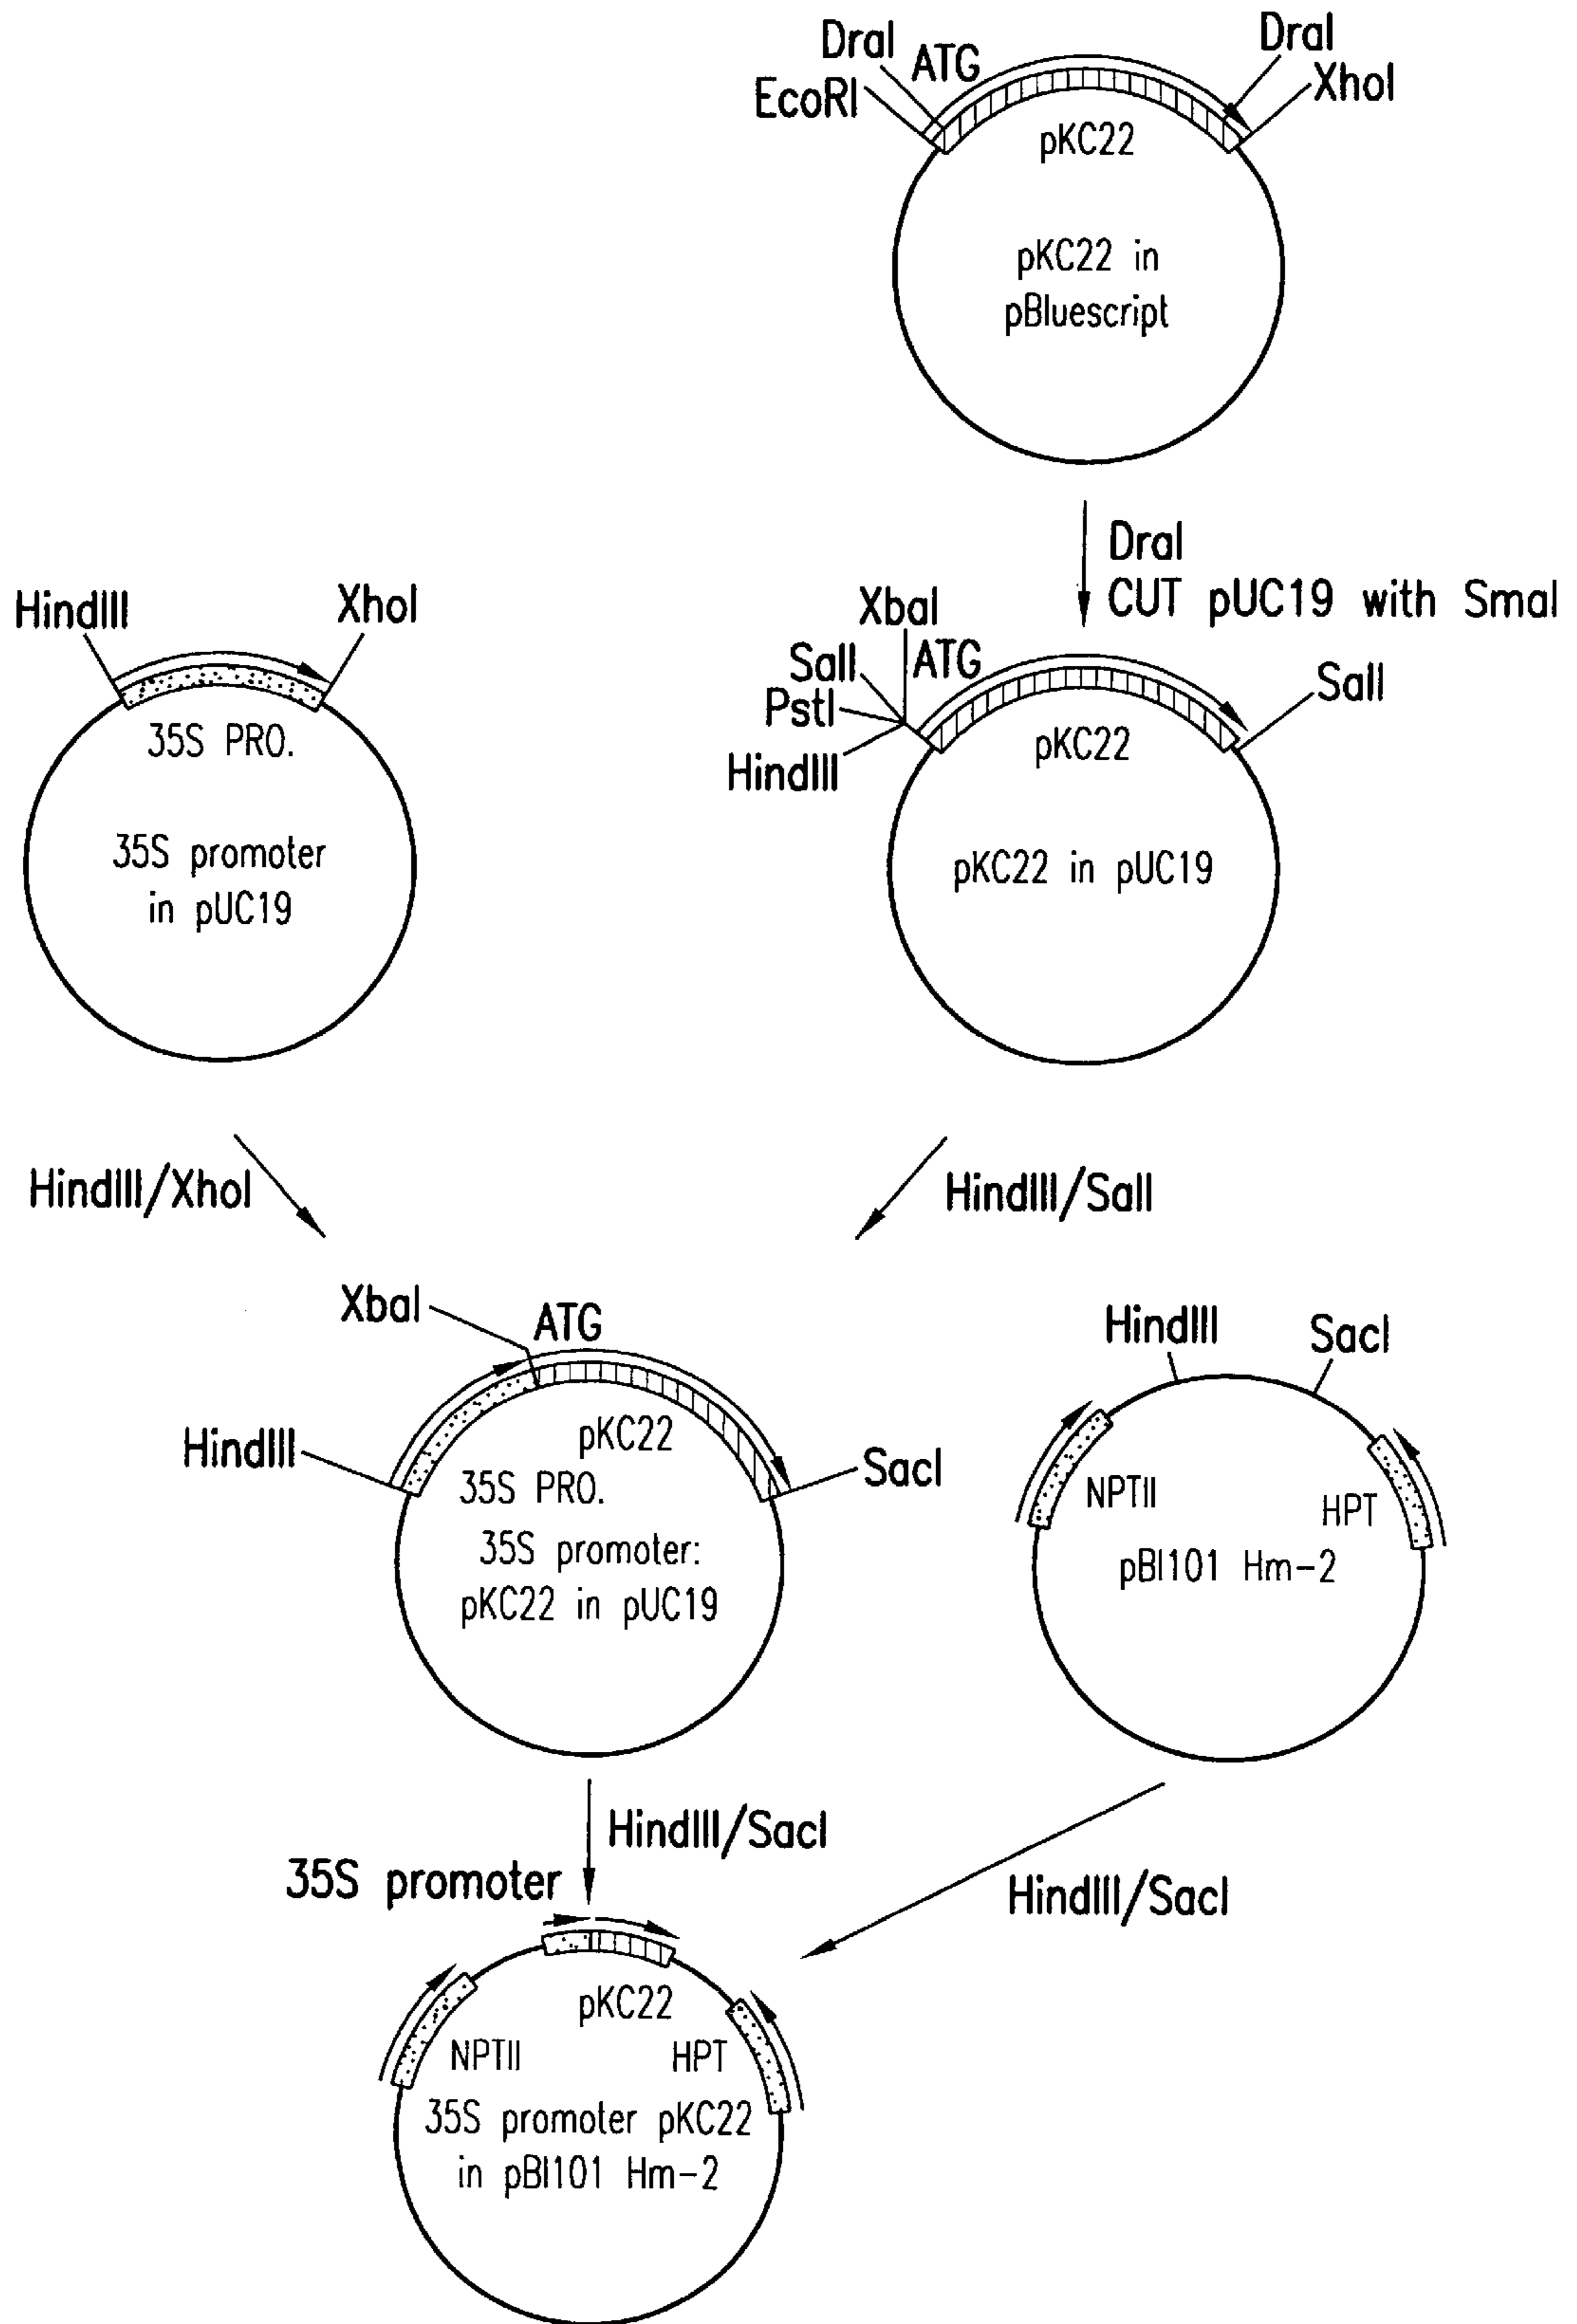 DraI
ATG
DraI
EcoRI
XhoI
pKC22
pKC22 in
pBluescript
DraI
CUT pUC19 with SmaI
HindIII
XhoI
35S PRO.
35S promoter
in pUC19
XbaI
SalI
ATG
PstI
HindIII
SalI
pKC22
pKC22 in pUC19
HindIII/XhoI
HindIII/SalI
XbaI
ATG
HindIII
pKC22
SacI
35S PRO.
35S promoter:
pKC22 in pUC19
HindIII
SacI
NPTII
HPT
pBI101 Hm-2
HindIII/SacI
35S promoter
HindIII/SacI
pKC22
NPTII
HPT
35S promoter pKC22
in pBI101 Hm-2